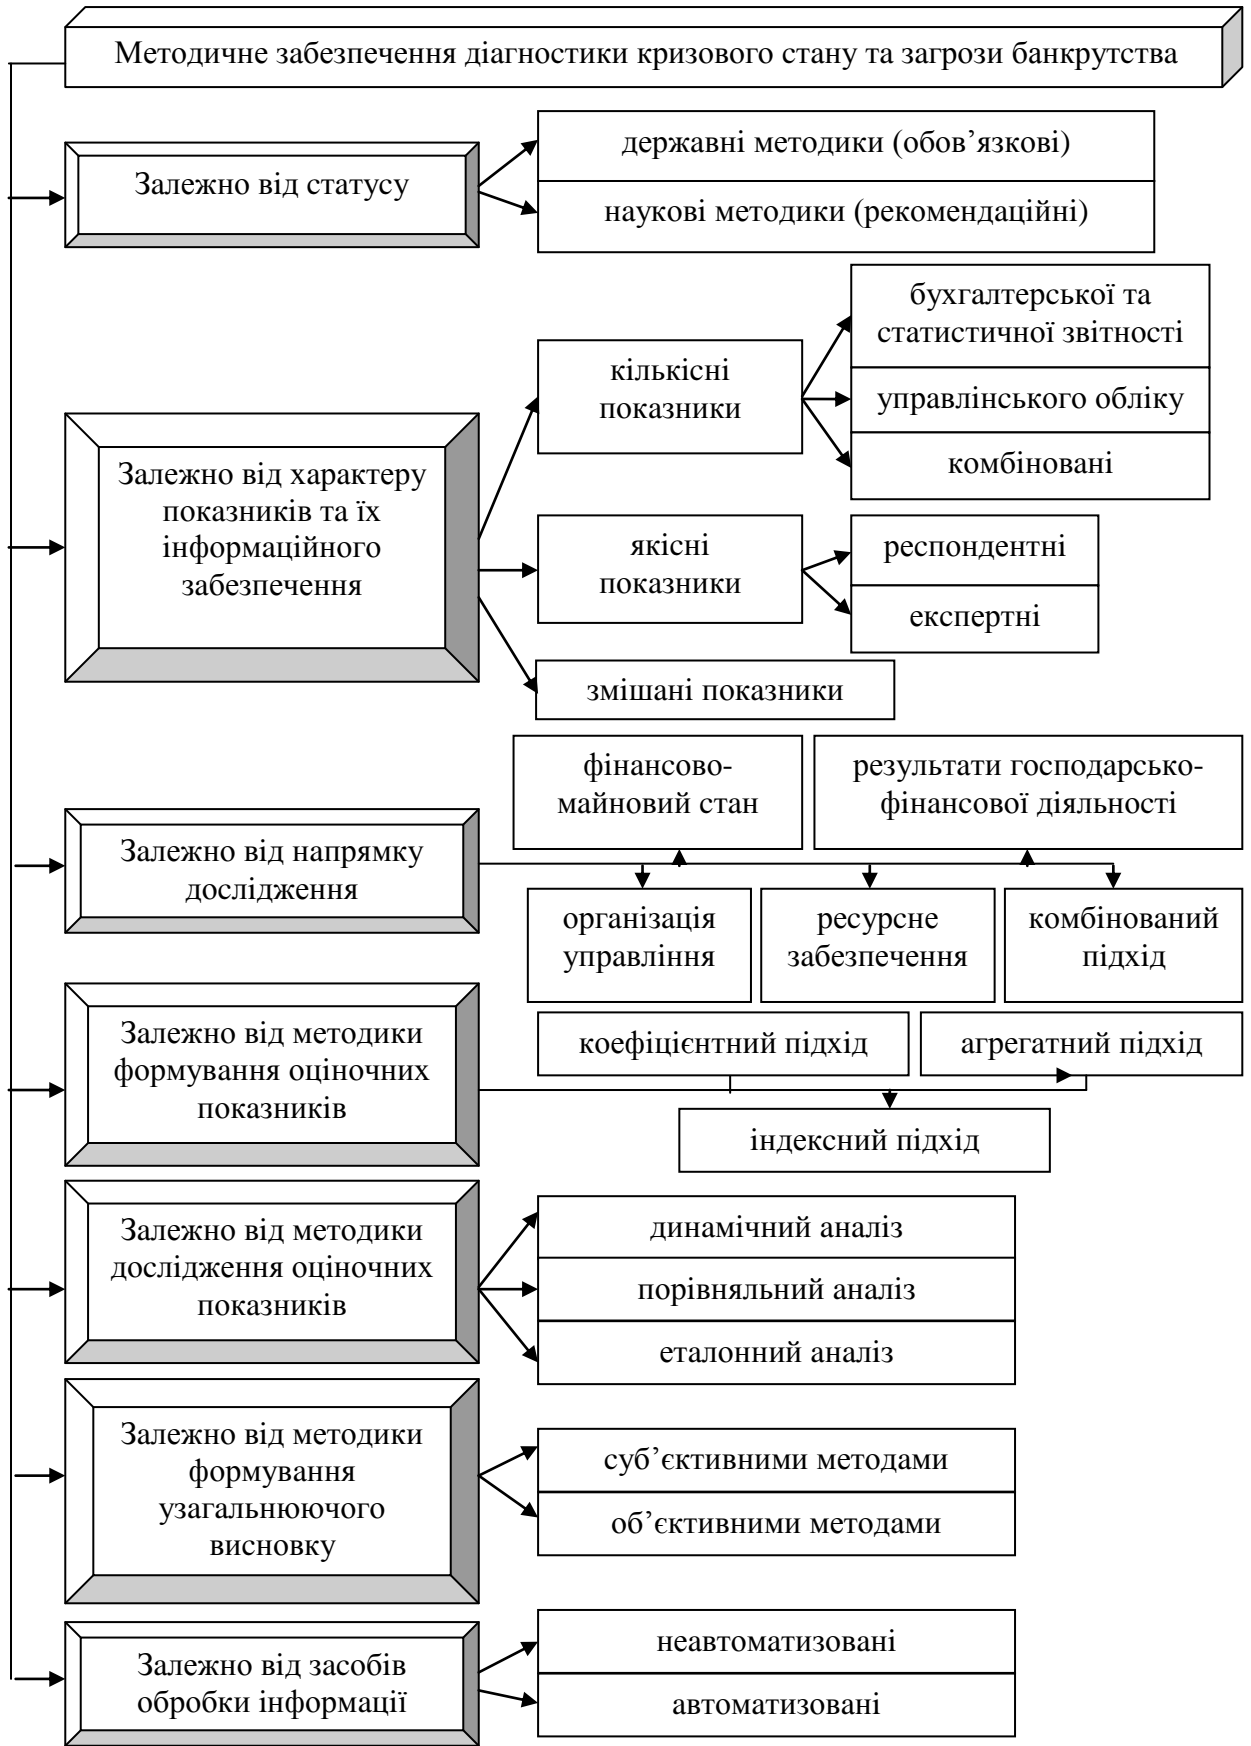 Методичне забезпечення діагностики кризового стану та загрози банкрутства
Залежно від статусу
державні методики (обов’язкові)
наукові методики (рекомендаційні)
Залежно від характеру
показників та їх
інформаційного
забезпечення
кількісні
показники
бухгалтерської та
статистичної звітності
управлінського обліку
комбіновані
якісні
показники
респондентні
експертні
змішані показники
Залежно від напрямку
дослідження
фінансово-
майновий стан
результати господарсько-
фінансової діяльності
організація
управління
ресурсне
забезпечення
комбінований
підхід
Залежно від методики
формування оціночних
показників
коефіцієнтний підхід
агрегатний підхід
індексний підхід
Залежно від методики
дослідження оціночних
показників
динамічний аналіз
порівняльний аналіз
еталонний аналіз
Залежно від методики
формування
узагальнюючого
висновку
суб’єктивними методами
об’єктивними методами
Залежно від засобів
обробки інформації
неавтоматизовані
автоматизовані